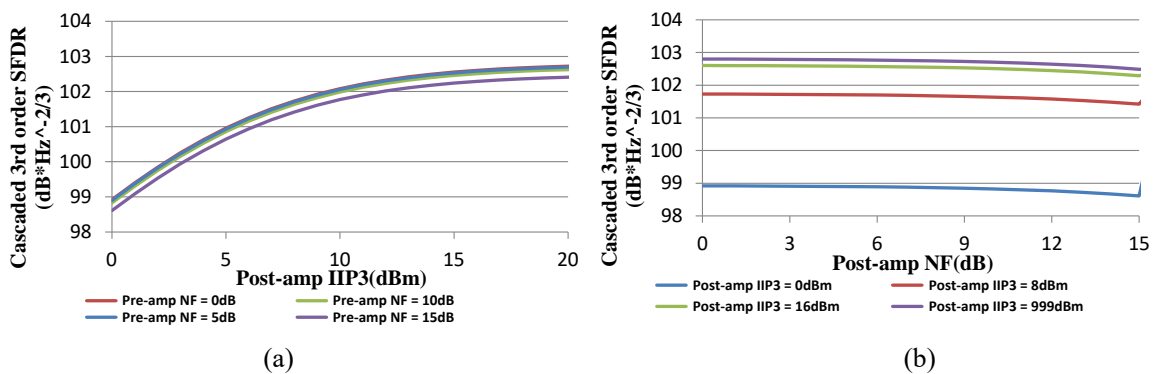 Cascaded 3rd order SFDR
(dB*Hz^-2/3)
104
103
102
101
100
99
98
0
5
10
15
20
Post-amp IIP3(dBm)
Pre-amp NF = 0dB
Pre-amp NF = 10dB
Pre-amp NF = 5dB
Pre-amp NF = 15dB
(a)
Cascaded 3rd order SFDR
(dB*Hz^-2/3)
104
103
102
101
100
99
98
0
3
6
9
12
15
Post-amp NF(dB)
Post-amp IIP3 = 0dBm
Post-amp IIP3 = 8dBm
Post-amp IIP3 = 16dBm
Post-amp IIP3 = 999dBm
(b)